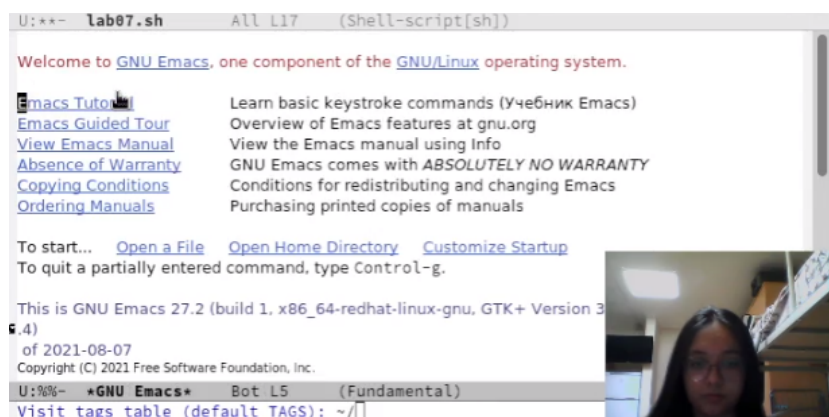 U:**-  lab07.sh  All L17  (Shell-script[sh])
Welcome to GNU Emacs, one component of the GNU/Linux operating system.
Emacs Tutorial Learn basic keystroke commands (Учебник Emacs)
Emacs Guided Tour Overview of Emacs features at gnu.org
View Emacs Manual View the Emacs manual using Info
Absence of Warranty GNU Emacs comes with ABSOLUTELY NO WARRANTY
Copying Conditions Conditions for redistributing and changing Emacs
Ordering Manuals Purchasing printed copies of manuals
To start... Open a File Open Home Directory Customize Startup
To quit a partially entered command, type Control-g.
This is GNU Emacs 27.2 (build 1, x86_64-redhat-linux-gnu, GTK+ Version 3
.4)
of 2021-08-07
Copyright (C) 2021 Free Software Foundation, Inc.
U:%%-  *GNU Emacs*  Bot L5  (Fundamental)
Visit tags table (default TAGS): ~/